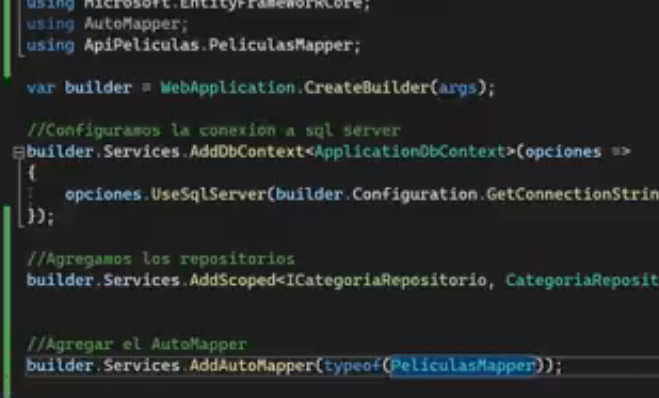 using Microsoft.EntityFrameworkCore;
using AutoMapper;
using ApiPeliculas.PeliculasMapper;
var builder = WebApplication.CreateBuilder(args);
//Configuramos la conexión a sql server
builder.Services.AddDbContext<ApplicationDbContext>(opciones =>
{
opciones.UseSqlServer(builder.Configuration.GetConnectionStrin
});
//Agregamos los repositorios
builder.Services.AddScoped<ICategoriaRepositorio, CategoriaReposit
//Agregar el AutoMapper
builder.Services.AddAutoMapper(typeof(PeliculasMapper));